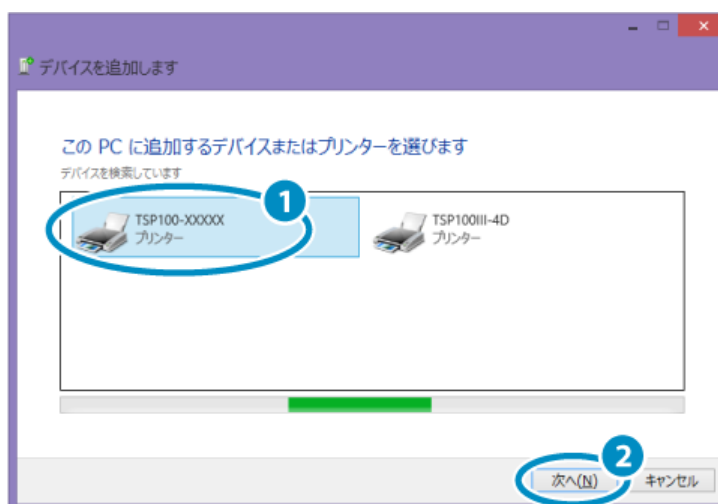 デバイスを追加します
この PC に追加するデバイスまたはプリンターを選びます
デバイスを検索しています
1
TSP100-XXXXX
プリンター
TSP100III-4D
プリンター
2
次へ(N)
キャンセル